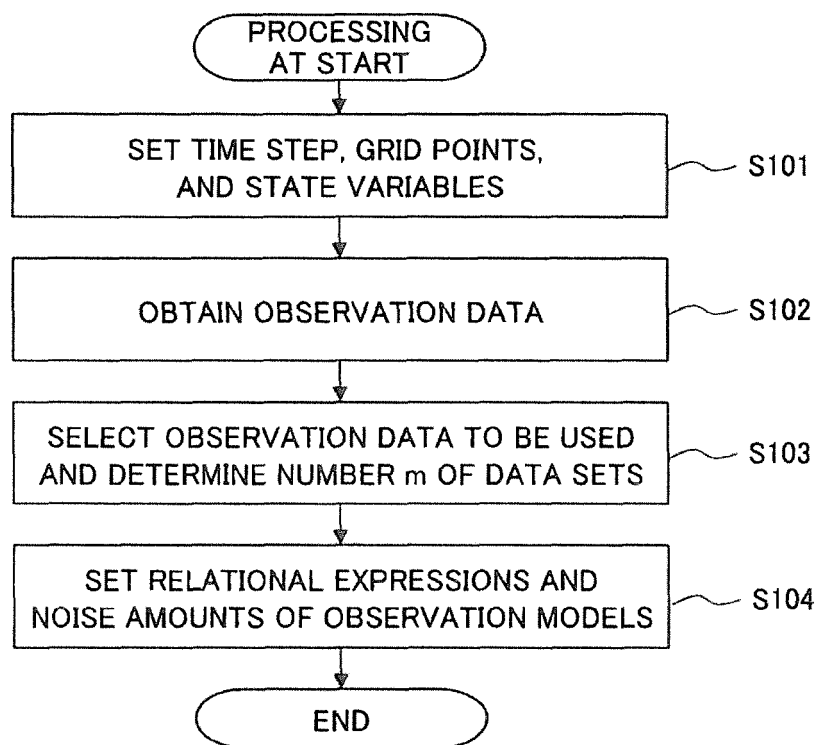 PROCESSING
AT START
SET TIME STEP, GRID POINTS,
AND STATE VARIABLES
S101
OBTAIN OBSERVATION DATA
S102
SELECT OBSERVATION DATA TO BE USED
AND DETERMINE NUMBER m OF DATA SETS
S103
SET RELATIONAL EXPRESSIONS AND
NOISE AMOUNTS OF OBSERVATION MODELS
S104
END